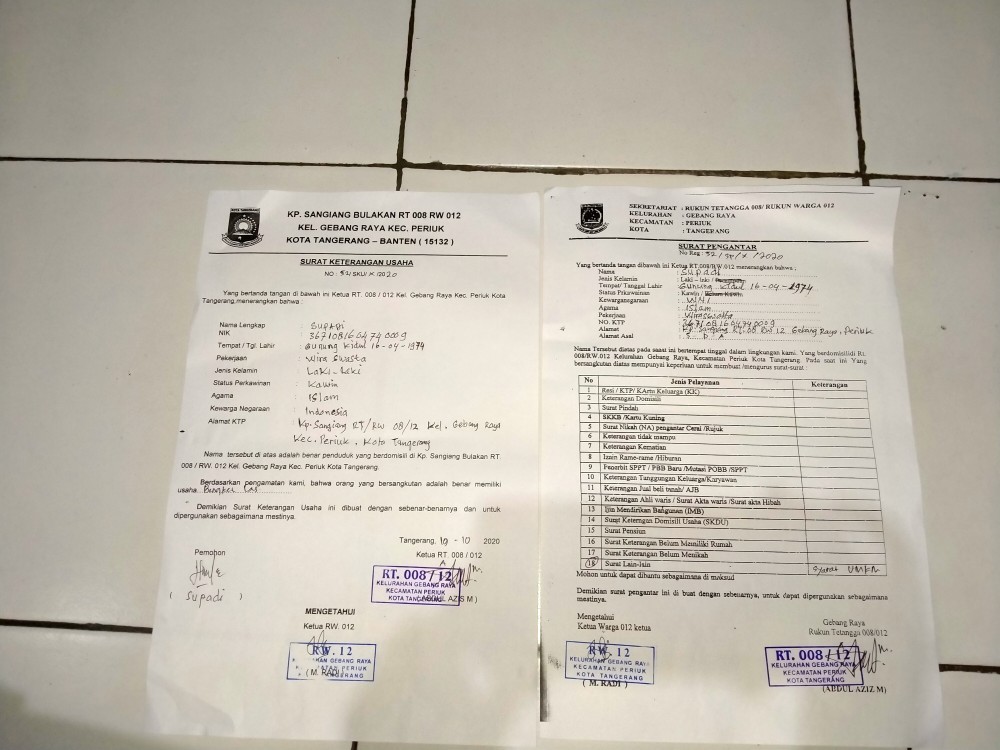 KP. SANGIANG BULAKAN RT 008 RW 012
KEL. GEBANG RAYA KEC. PERIUK
KOTA TANGERANG – BANTEN ( 15132 )
SURAT KETERANGAN USAHA
NO : 52/ SKU/ X /2020
Yang bertanda tangan di bawah ini Ketua RT. 008 / 012 Kel. Gebang Raya Kec. Periuk Kota
Tangerang,menerangkan bahwa :
Nama Lengkap : SUPADI
NIK : 3671081604740009
Tempat / Tgl. Lahir : Gunung Kidul 16-04-1974
Pekerjaan : Wira Swasta
Jenis Kelamin : LaKi-Leki
Status Perkawinan : Kawin
Agama : ISlam
Kewarga Negaraan : Indonesia
Alamat KTP : Kp. Sangiang RT/RW 08/12 Kel. Gebang Raya
Kec. Periuk . Kota Tangerang
Nama tersebut di atas adalah benar penduduk yang berdomisili di Kp. Sangiang Bulakan RT.
008 / RW. 012 Kel. Gebang Raya Kec. Periuk Kota Tangerang.
Berdasarkan pengamatan kami, bahwa orang yang bersangkutan adalah benar memiliki
usaha Bengkel Las
Demikian Surat Keterangan Usaha ini dibuat dengan sebenar-benarnya dan untuk
dipergunakan sebagaimana mestinya.
Tangerang, 10 - 10 2020
Pemohon
Ketua RT. 008 / 012
RT. 008 / 12
KELURAHAN GEBANG RAYA
KECAMATAN PERIUK
KOTA TANGERANG
( Supadi )
(ABDUL AZIS M )
MENGETAHUI
Ketua RW. 012
RW. 12
GEBANG RAYA
PERIUK
TANGERANG
( M. RADI )
SEKRETARIAT : RUKUN TETANGGA 008/ RUKUN WARGA 012
KELURAHAN : GEBANG RAYA
KECAMATAN : PERIUK
KOTA : TANGERANG
SURAT PENGANTAR
No Reg : 52 / /X /2020
Yang bertanda tangan dibawah ini Ketua RT.008/RW.012 menerangkan bahwa ;
Nama : SUPADI
Jenis Kelamin : Laki – laki / Perempuan
Tempat/ Tanggal Lahir : Gunung Kidul 16-04-1974
Status Perkawinan : Kawin / Belum Kawin
Kewarganegaraan : WNI
Agama : ISlam
Pekerjaan : Wiraswasta
NO. KTP : 3671081604740009
Alamat : Kp. Sangiang RT. 08 RW 12 Gebang Raya, Periuk
Alamat Asal : S D A
Nama Tersebut diatas pada saat ini bertempat tinggal dalam lingkungan kami. Yang berdomisilidi RT.
008/RW.012 Kelurahan Gebang Raya, Kecamatan Periuk Kota Tangerang. Pada saat ini Yang
bersangkutan diatas mempunyai keperluan untuk membuat /mengurus surat-surat :
No Jenis Pelayanan Keterangan
1 Resi / KTP/ KArtu Keluarga (KK)
2 Keterangan Domisili
3 Surat Pindah
4 SKKB /Kartu Kuning
5 Surat Nikah (NA) pengantar Cerai /Rujuk
6 Keterangan tidak mampu
7 Keterangan Kematian
8 Izain Rame-rame /Hiburan
9 Penerbit SPPT / PBB Baru /Mutasi POBB /SPPT
10 Keterangan Tanggungan Keluarga/Karyawan
11 Keterangan Jual beli tanah/ AJB
12 Keterangan Ahli waris / Surat Akta waris /Surat akta Hibah
13 Ijin Mendirikan Bangunan (IMB)
14 Surat Keterngan Domisili Usaha (SKDU)
15 Surat Pensiun
16 Surat Keterangan Belum Memiliki Rumah
17 Surat Keterangan Belum Menikah
18 Surat Lain-lain Syarat UMKM
Mohon untuk dapat dibantu sebagaimana di maksud
Demikian surat pengantar ini di buat dengan sebenarnya, untuk dapat dipergunakan sebagaimana
mestinya.
Mengetahui
Ketua Warga 012 ketua
Gebang Raya
Rukun Tetangga 008/012
RW. 12
KELURAHAN GEBANG RAYA
KECAMATAN PERIUK
KOTA TANGERANG
( M. RADI )
RT. 008 / 12
KELURAHAN GEBANG RAYA
KECAMATAN PERIUK
KOTA TANGERANG
(ABDUL AZIZ M)